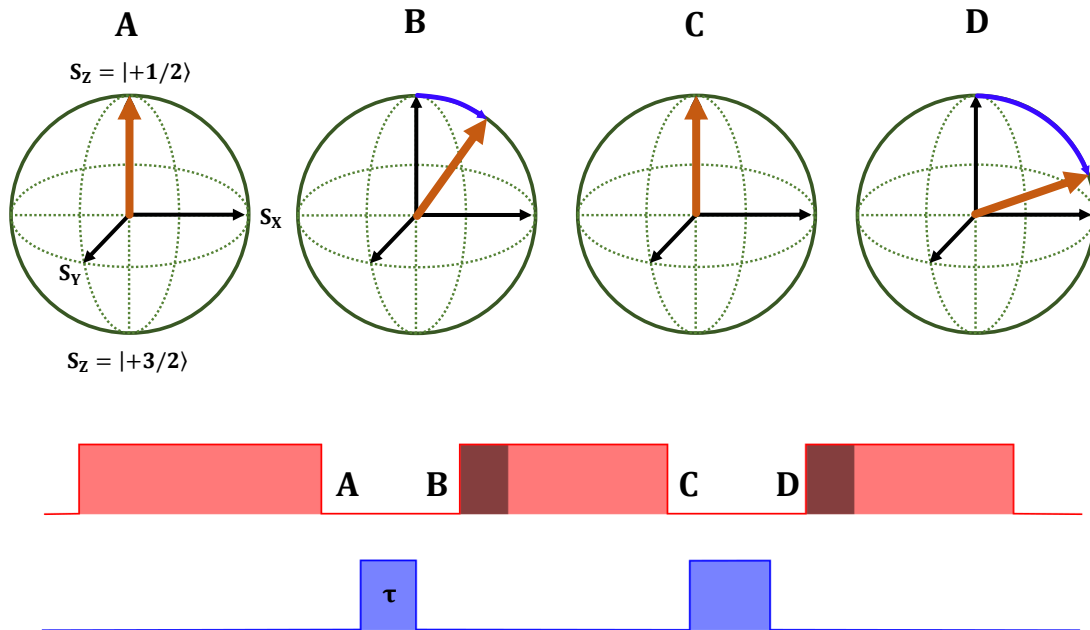 A B C D
S_Z = |+1/2⟩
S_X
S_Y
S_Z = |+3/2⟩
A B C D
τ